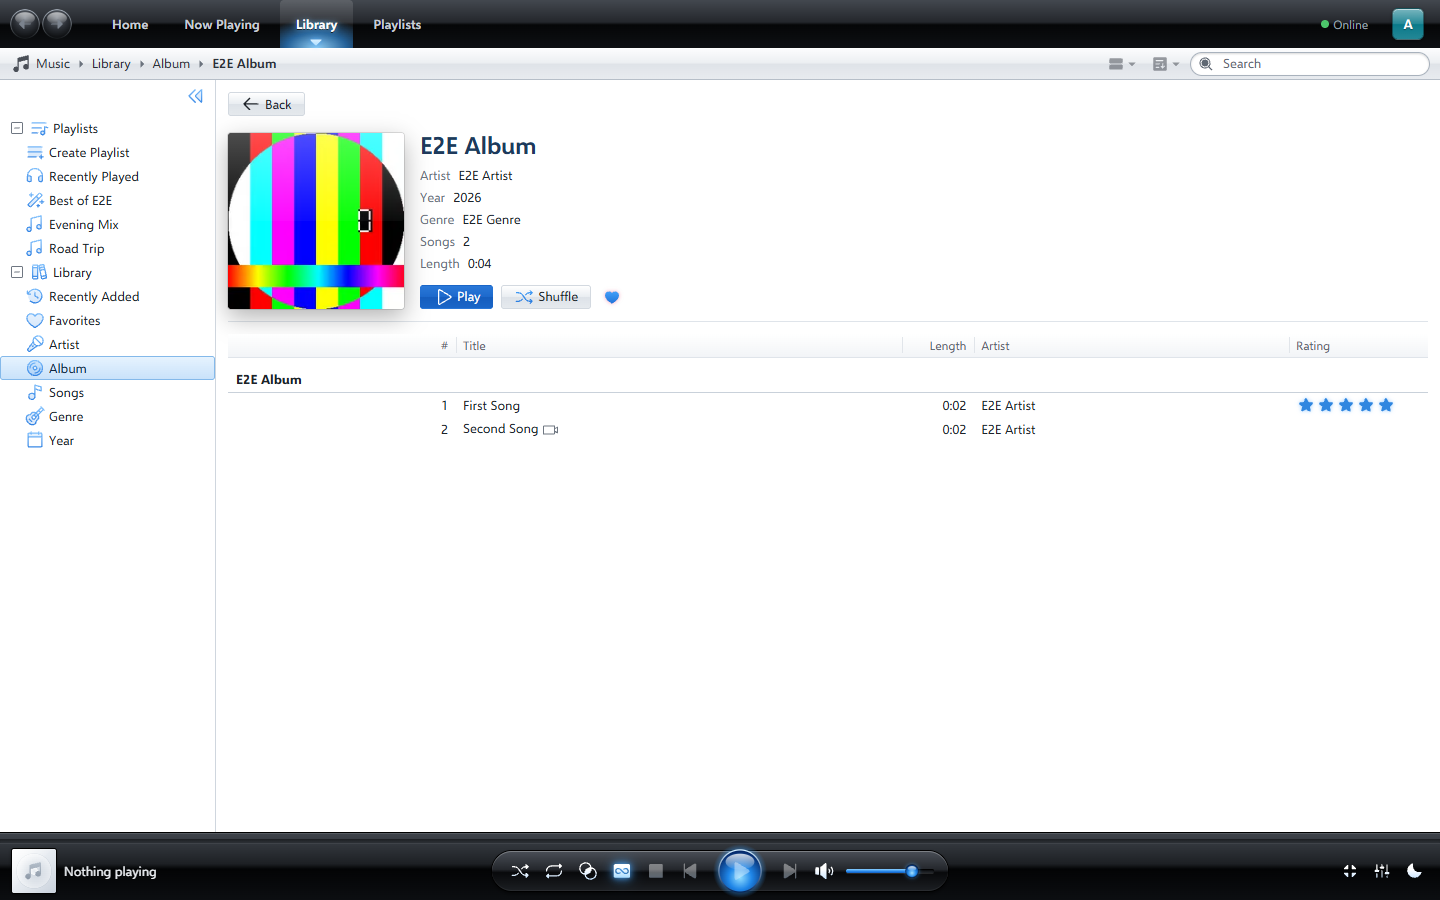 Home Now Playing Library Playlists Online A
Music Library Album E2E Album Search
Back
Playlists
Create Playlist
Recently Played
Best of E2E
Evening Mix
Road Trip
Library
Recently Added
Favorites
Artist
Album
Songs
Genre
Year
E2E Album
Artist E2E Artist
Year 2026
Genre E2E Genre
Songs 2
Length 0:04
Play Shuffle
# Title Length Artist Rating
E2E Album
1 First Song 0:02 E2E Artist
2 Second Song 0:02 E2E Artist
Nothing playing